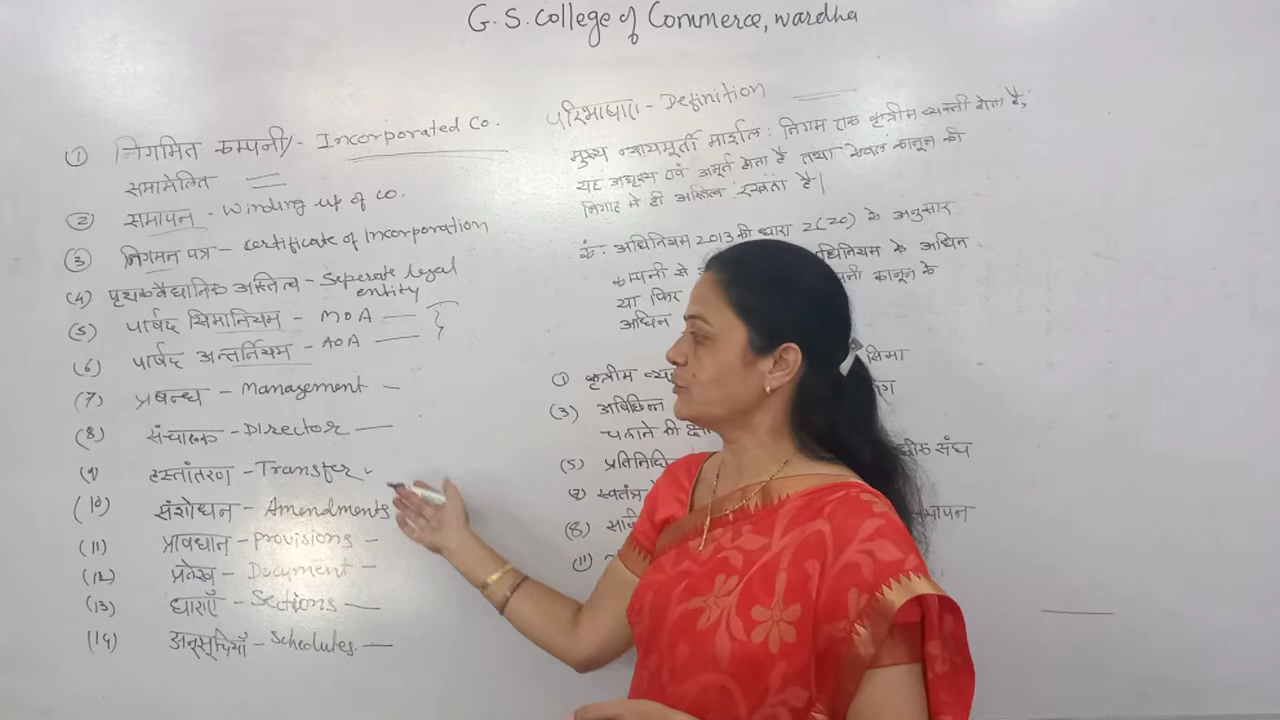 G. S. College of Commerce, wardha
① निगमित कम्पनी/- Incorporated Co.
समामेलित
② समापन - Winding up of co.
③ निगमन पत्र - certificate of Incorporation
(4) पृथक वैधानिक अस्तित्व - Seperate legal
entity
(5) पार्षद सिमानियम - MOA
(6) पार्षद अन्तर्नियम - AOA
(7) प्रबन्ध - Management
(8) संचालक - Director
(9) हस्तांतरण - Transfer
(10) संशोधन - Amendments
(11) प्रावधान - provisions
(12) प्रलेख - Document
(13) धाराएँ - Sections
(14) अनुसूचियाँ - Schedules.
परिभाषाए - Definition
मुख्य न्यायमूर्ती मार्शल : निगम एक कृत्रीम व्यक्ती होता है,
यह अदृश्य एवं अमूर्त होता है तथा केवल कानून की
निगाह मे ही अस्तित्व रखता है|
कं. अधिनियम 2013 की धारा 2(20) के अनुसार
कम्पनी से धिनियम के अधिन
या फिर पनी कानून के
अधिन
① कृत्रीम सिमा
(3) अविछिन्न
चलाने की
(5) संघ
स्वतंत्र
(8) मापन
(11)